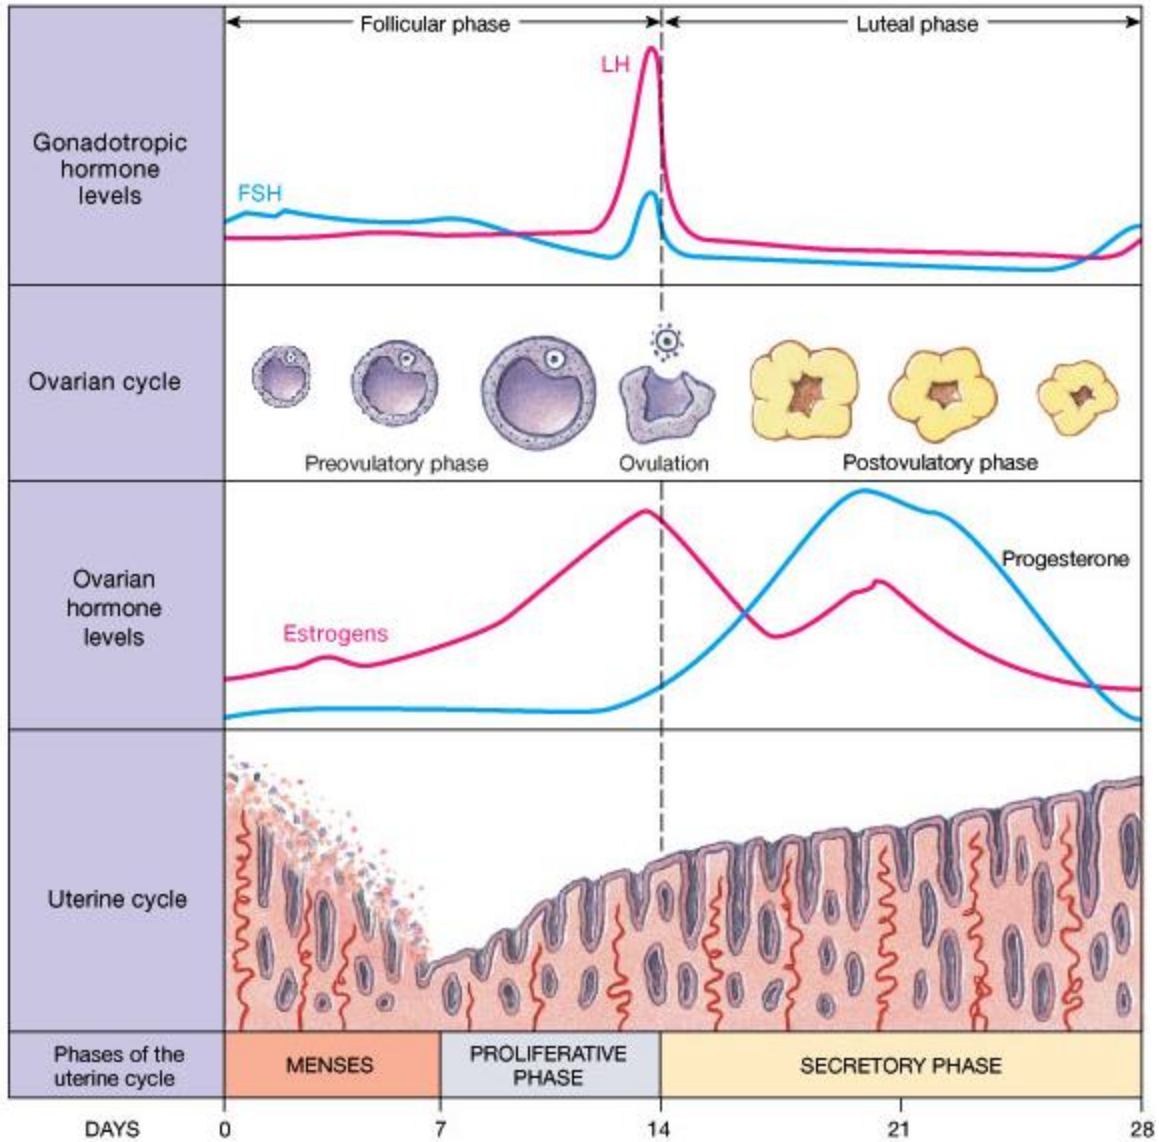 Follicular phase
Luteal phase
Gonadotropic
hormone
levels
LH
FSH
Ovarian cycle
Preovulatory phase
Ovulation
Postovulatory phase
Ovarian
hormone
levels
Estrogens
Progesterone
Uterine cycle
Phases of the
uterine cycle
MENSES
PROLIFERATIVE
PHASE
SECRETORY PHASE
DAYS 0 7 14 21 28